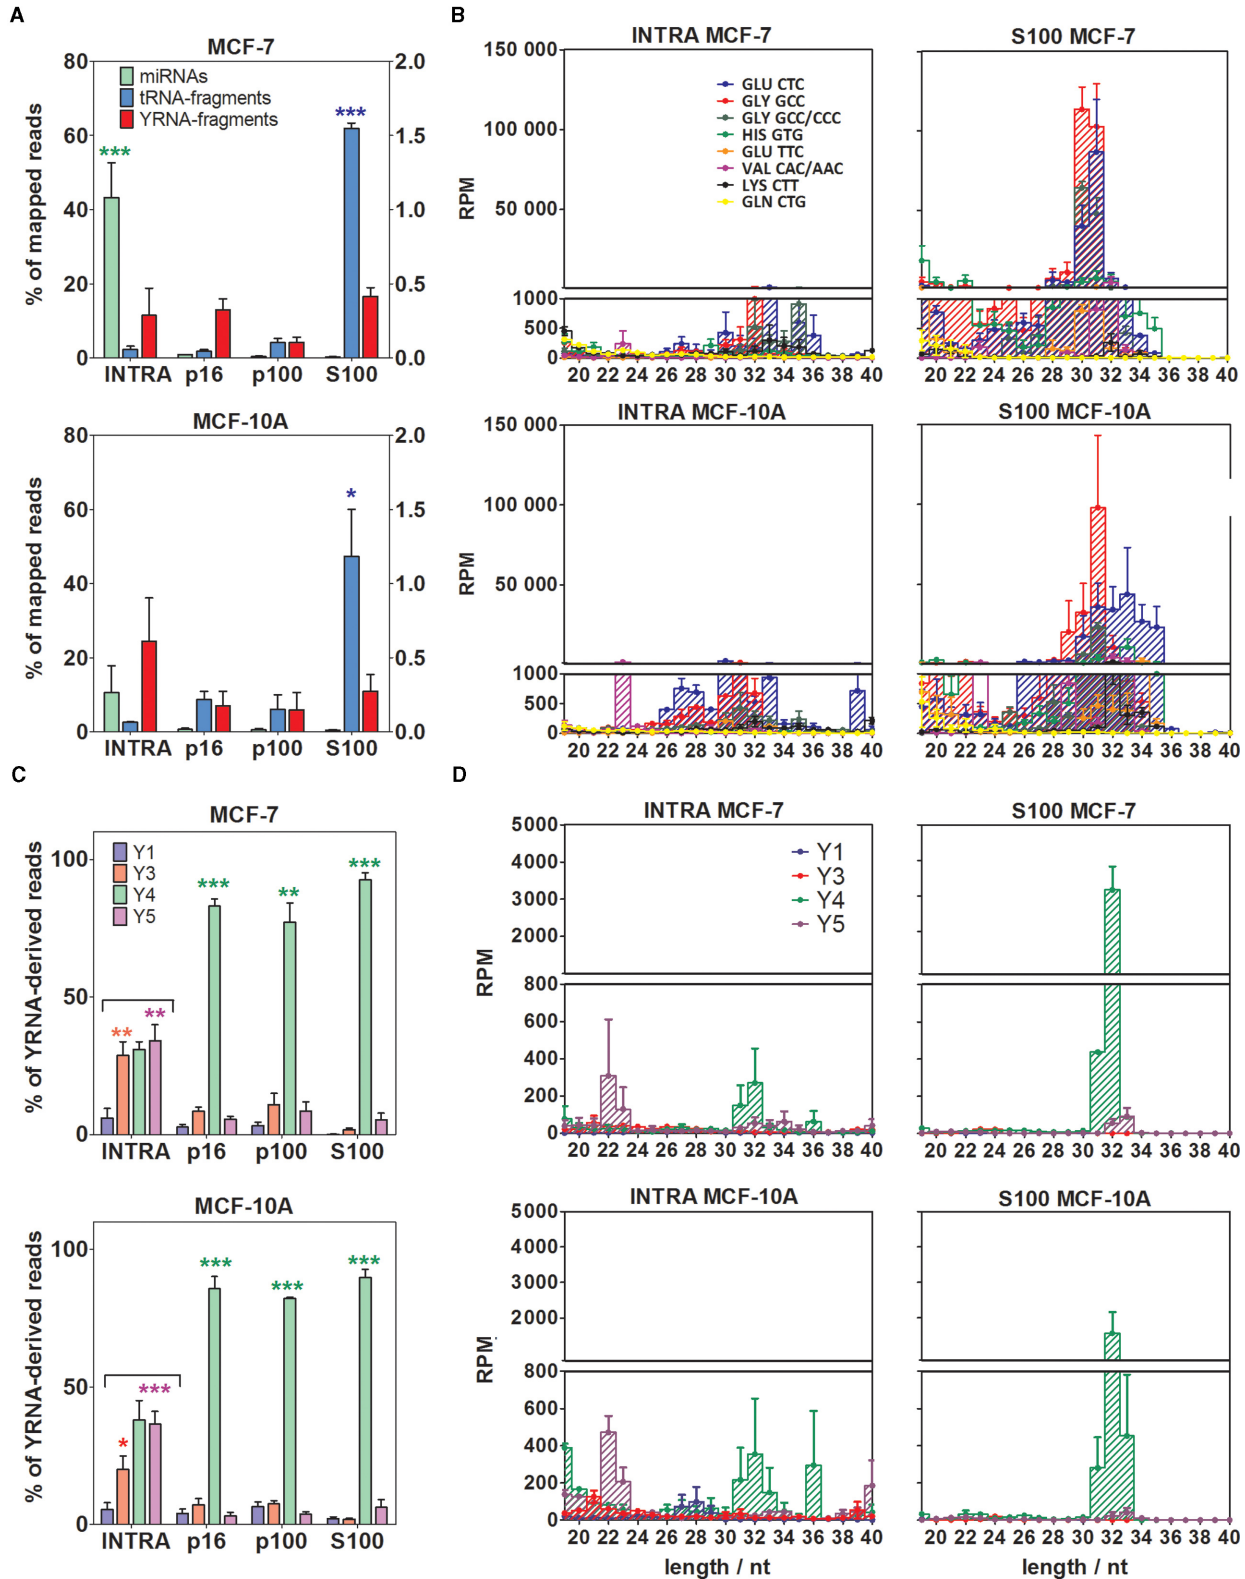 A
MCF-7
80
60
40
20
0
2.0
1.5
1.0
0.5
0.0
% of mapped reads
miRNAs
tRNA-fragments
YRNA-fragments
***
***
INTRA p16 p100 S100
MCF-10A
80
60
40
20
0
2.0
1.5
1.0
0.5
0.0
% of mapped reads
*
INTRA p16 p100 S100
B
INTRA MCF-7
150 000
100 000
50 000
1000
500
0
RPM
GLU CTC
GLY GCC
GLY GCC/CCC
HIS GTG
GLU TTC
VAL CAC/AAC
LYS CTT
GLN CTG
20 22 24 26 28 30 32 34 36 38 40
S100 MCF-7
20 22 24 26 28 30 32 34 36 38 40
INTRA MCF-10A
150 000
100 000
50 000
1000
500
0
RPM
20 22 24 26 28 30 32 34 36 38 40
S100 MCF-10A
20 22 24 26 28 30 32 34 36 38 40
C
MCF-7
100
50
0
% of YRNA-derived reads
Y1
Y3
Y4
Y5
**
**
***
**
***
INTRA p16 p100 S100
MCF-10A
100
50
0
% of YRNA-derived reads
*
***
***
***
***
INTRA p16 p100 S100
D
INTRA MCF-7
5000
4000
3000
2000
800
600
400
200
0
RPM
Y1
Y3
Y4
Y5
20 22 24 26 28 30 32 34 36 38 40
S100 MCF-7
20 22 24 26 28 30 32 34 36 38 40
INTRA MCF-10A
5000
4000
3000
2000
800
600
400
200
0
RPM
20 22 24 26 28 30 32 34 36 38 40
length / nt
S100 MCF-10A
20 22 24 26 28 30 32 34 36 38 40
length / nt